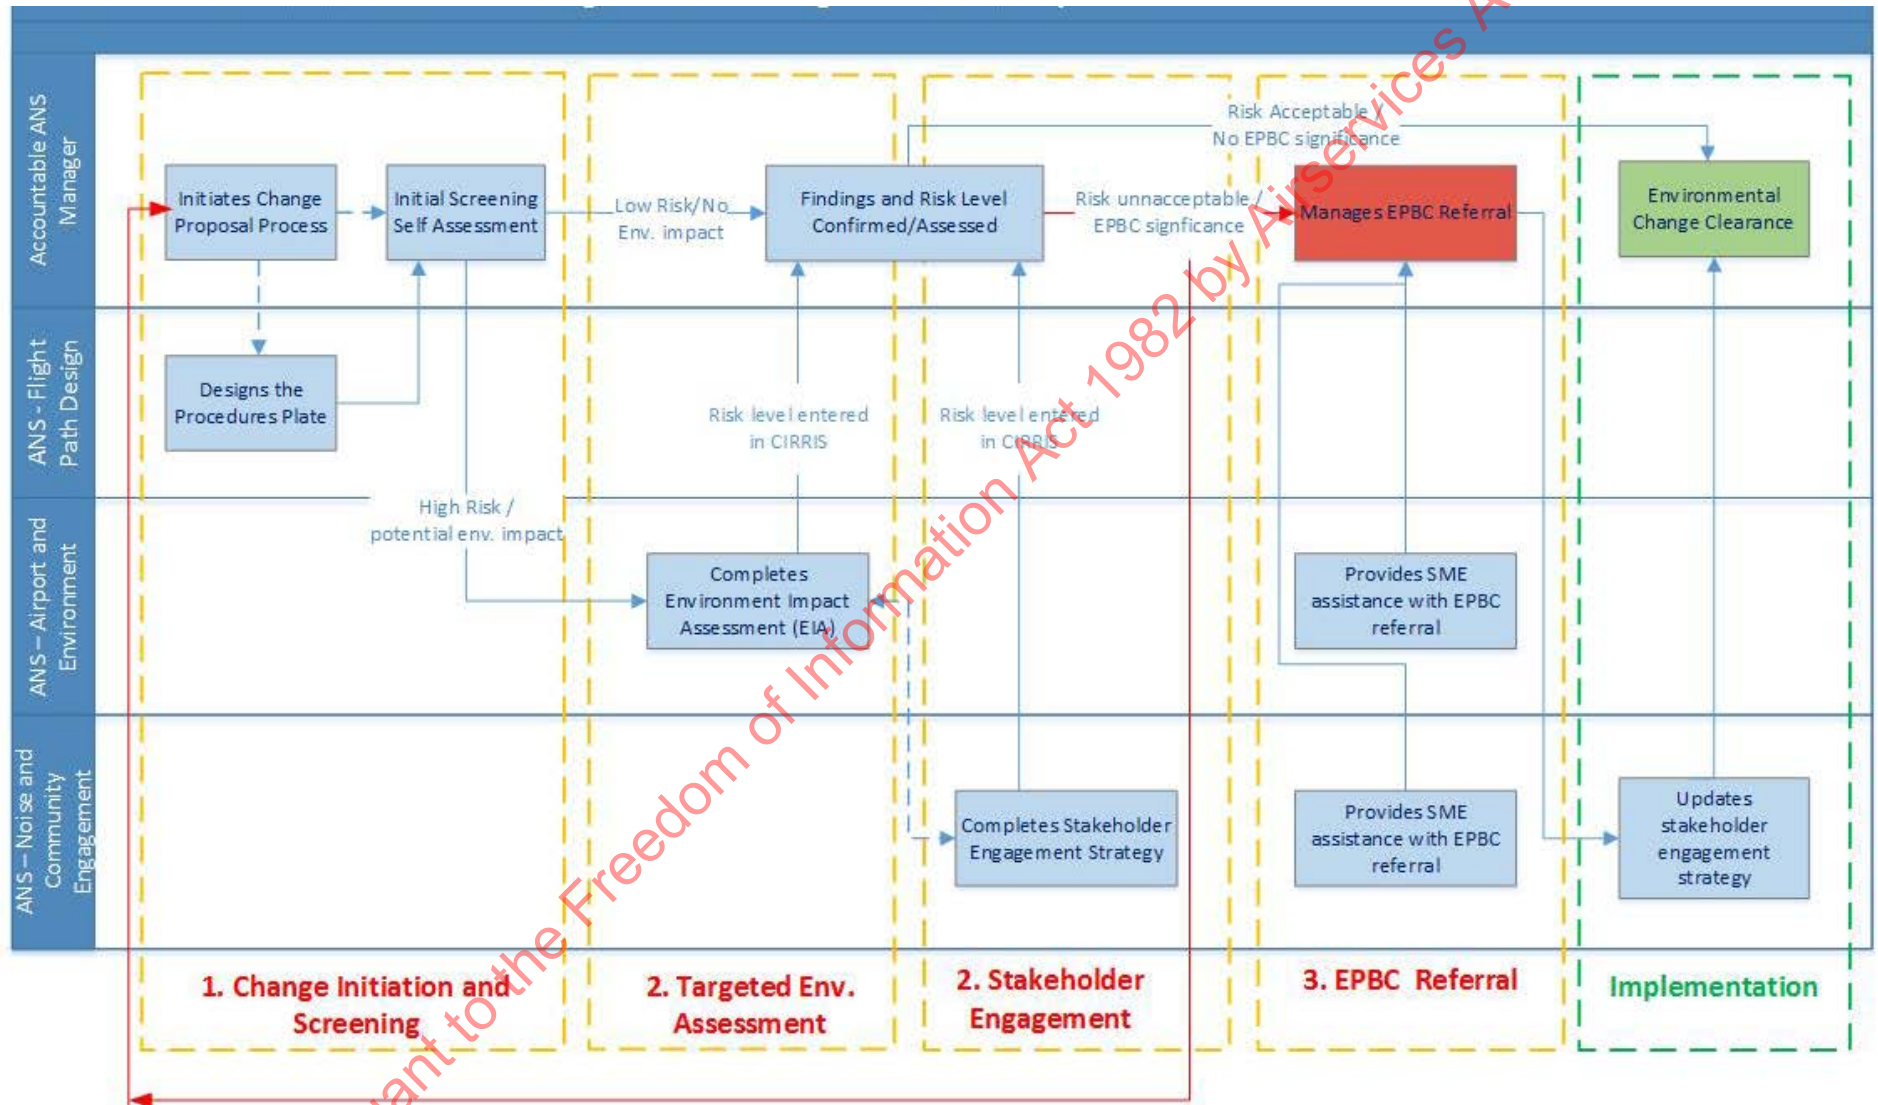 Accountable ANS
Manager
ANS - Flight
Path Design
ANS – Airport and
Environment
ANS – Noise and
Community
Engagement
Initiates Change
Proposal Process
Initial Screening
Self Assessment
Low Risk/No
Env. impact
Findings and Risk Level
Confirmed/Assessed
Risk Acceptable /
No EPBC significance
Risk unnacceptable /
EPBC signficance
Manages EPBC Referral
Environmental
Change Clearance
Designs the
Procedures Plate
Risk level entered
in CIRRIS
Risk level entered
in CIRRIS
High Risk /
potential env. impact
Completes
Environment Impact
Assessment (EIA)
Provides SME
assistance with EPBC
referral
Completes Stakeholder
Engagement Strategy
Provides SME
assistance with EPBC
referral
Updates
stakeholder
engagement
strategy
1. Change Initiation and
Screening
2. Targeted Env.
Assessment
2. Stakeholder
Engagement
3. EPBC Referral
Implementation
to the Freedom of Information Act 1982 by Airservices